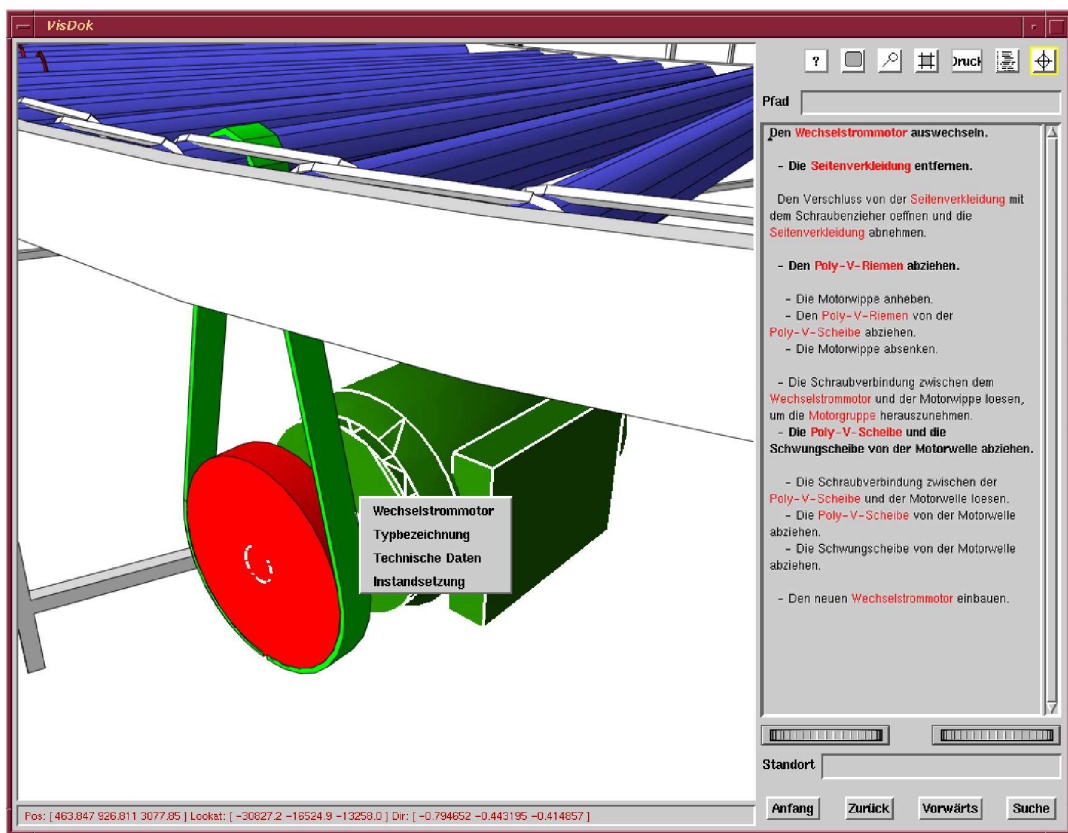 VisDok
?
Druck
Pfad
Den Wechselstrommotor auswechseln.
- Die Seitenverkleidung entfernen.
Den Verschluss von der Seitenverkleidung mit
dem Schraubenzieher oeffnen und die
Seitenverkleidung abnehmen.
- Den Poly-V-Riemen abziehen.
- Die Motorwippe anheben.
- Den Poly-V-Riemen von der
Poly-V-Scheibe abziehen.
- Die Motorwippe absenken.
- Die Schraubverbindung zwischen dem
Wechselstrommotor und der Motorwippe loesen,
um die Motorgruppe herauszunehmen.
- Die Poly-V-Scheibe und die
Schwungscheibe von der Motorwelle abziehen.
- Die Schraubverbindung zwischen der
Poly-V-Scheibe und der Motorwelle loesen.
- Die Poly-V-Scheibe von der Motorwelle
abziehen.
- Die Schwungscheibe von der Motorwelle
abziehen.
- Den neuen Wechselstrommotor einbauen.
Wechselstrommotor
Typbezeichnung
Technische Daten
Instandsetzung
Standort
Anfang
Zurück
Vorwärts
Suche
Pos: [ 463.847 926.811 3077.85 ] Lookat: [ -30827.2 -16524.9 -13258.0 ] Dir: [ -0.794652 -0.443195 -0.414857 ]